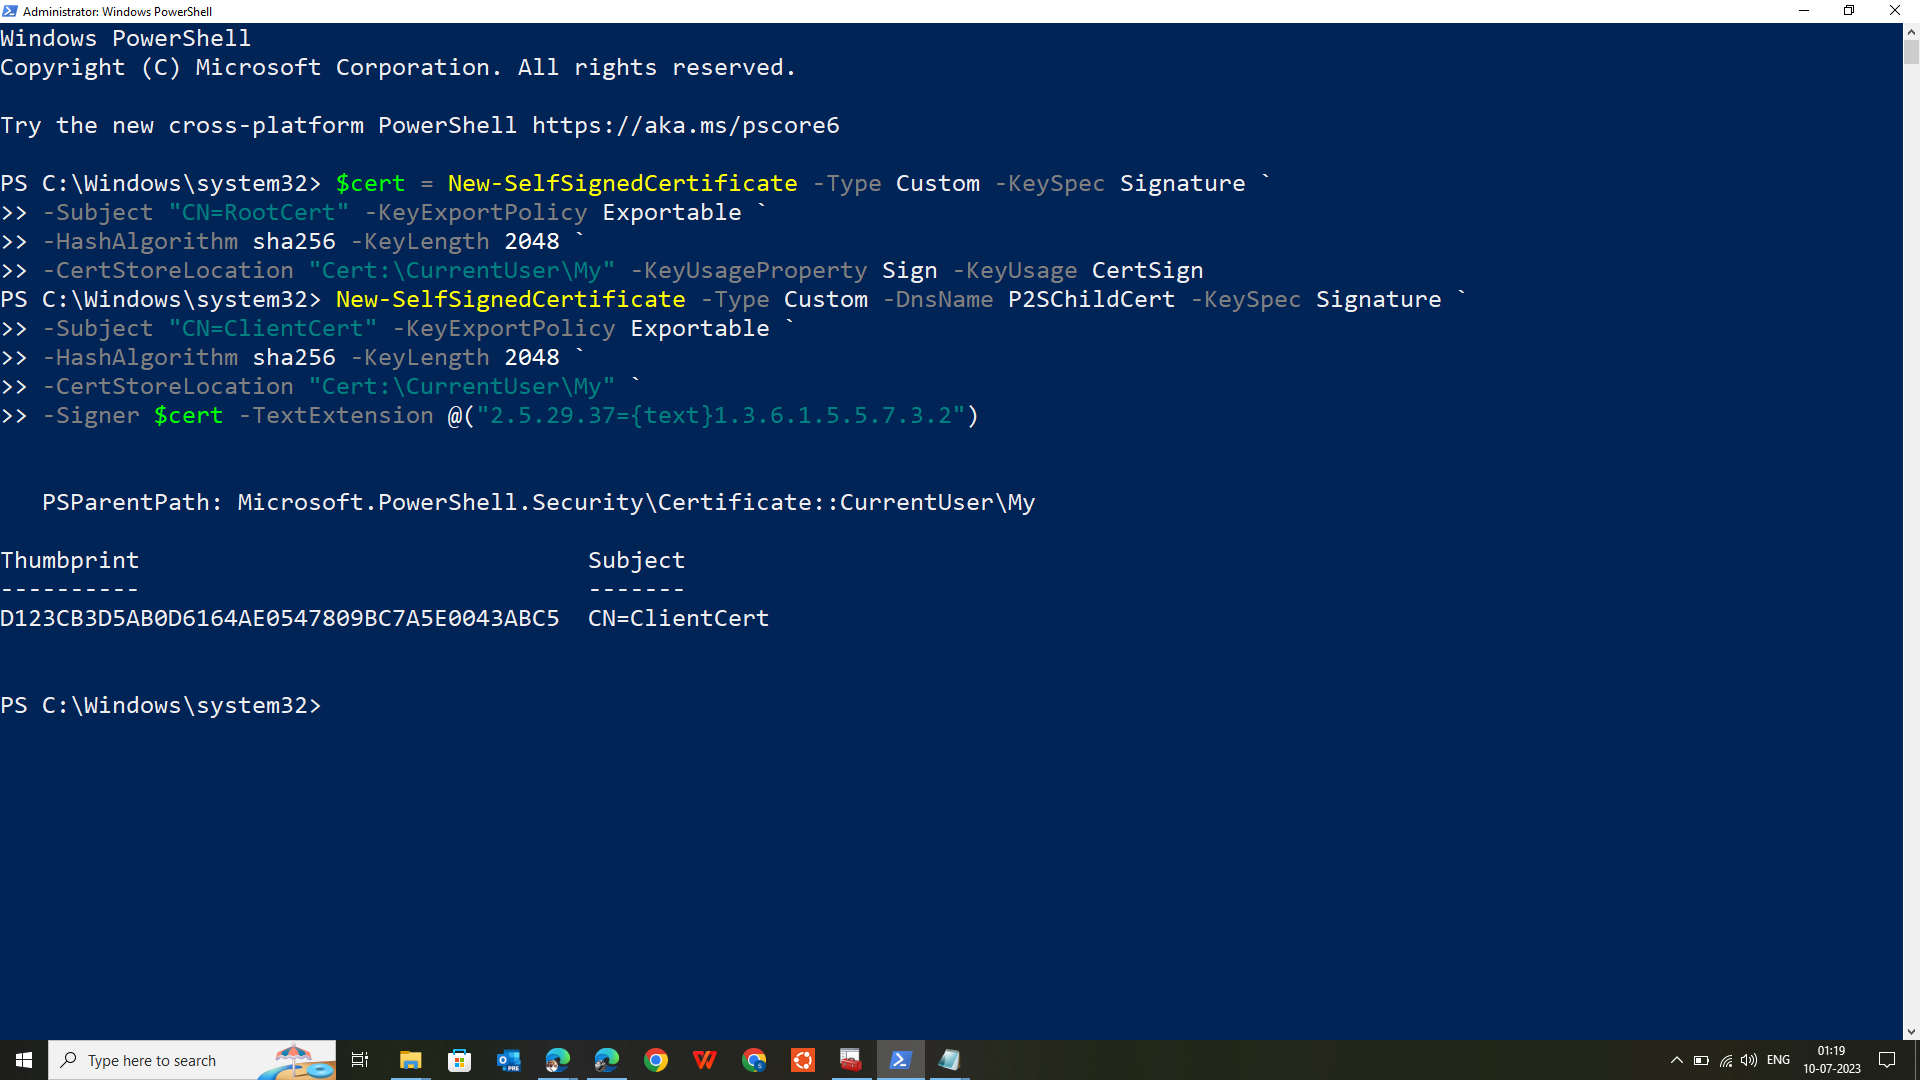 Administrator: Windows PowerShell
Windows PowerShell
Copyright (C) Microsoft Corporation. All rights reserved.
Try the new cross-platform PowerShell https://aka.ms/pscore6
PS C:\Windows\system32> $cert = New-SelfSignedCertificate -Type Custom -KeySpec Signature `
>> -Subject "CN=RootCert" -KeyExportPolicy Exportable `
>> -HashAlgorithm sha256 -KeyLength 2048 `
>> -CertStoreLocation "Cert:\CurrentUser\My" -KeyUsageProperty Sign -KeyUsage CertSign
PS C:\Windows\system32> New-SelfSignedCertificate -Type Custom -DnsName P2SChildCert -KeySpec Signature `
>> -Subject "CN=ClientCert" -KeyExportPolicy Exportable `
>> -HashAlgorithm sha256 -KeyLength 2048 `
>> -CertStoreLocation "Cert:\CurrentUser\My" `
>> -Signer $cert -TextExtension @("2.5.29.37={text}1.3.6.1.5.5.7.3.2")
PSParentPath: Microsoft.PowerShell.Security\Certificate::CurrentUser\My
Thumbprint Subject
---------- -------
D123CB3D5AB0D6164AE0547809BC7A5E0043ABC5 CN=ClientCert
PS C:\Windows\system32>
Type here to search
ENG
01:19
10-07-2023